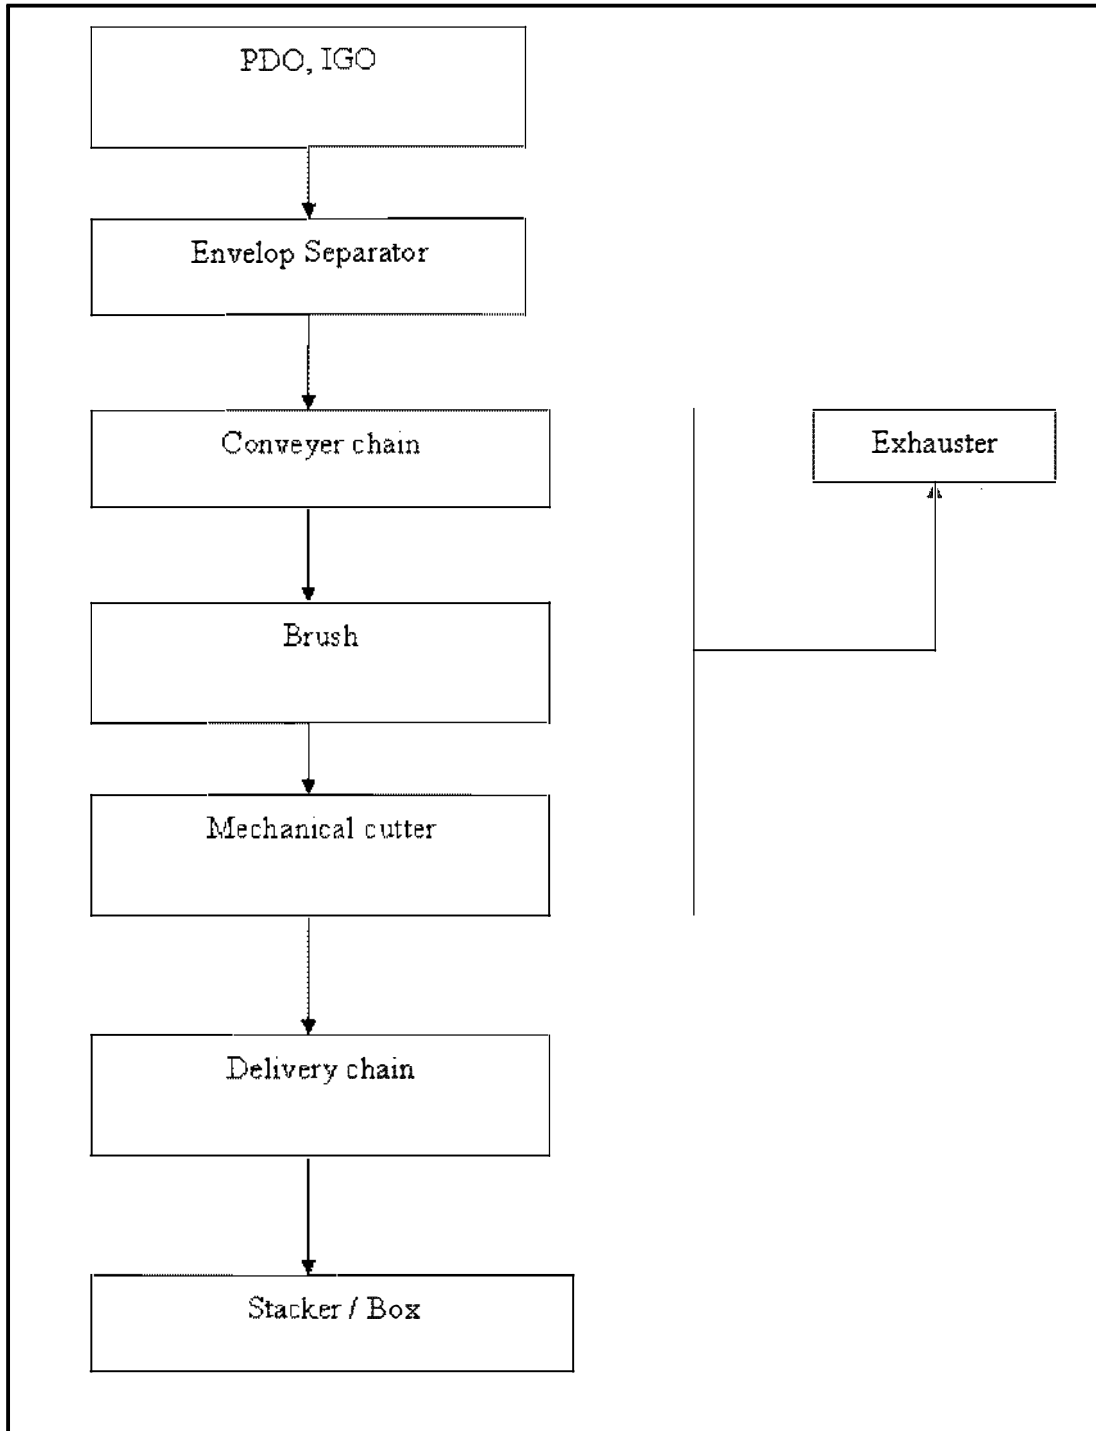 PDO, IGO
Envelop Separator
Conveyer chain
Exhauster
Brush
Mechanical cutter
Delivery chain
Stacker / Box